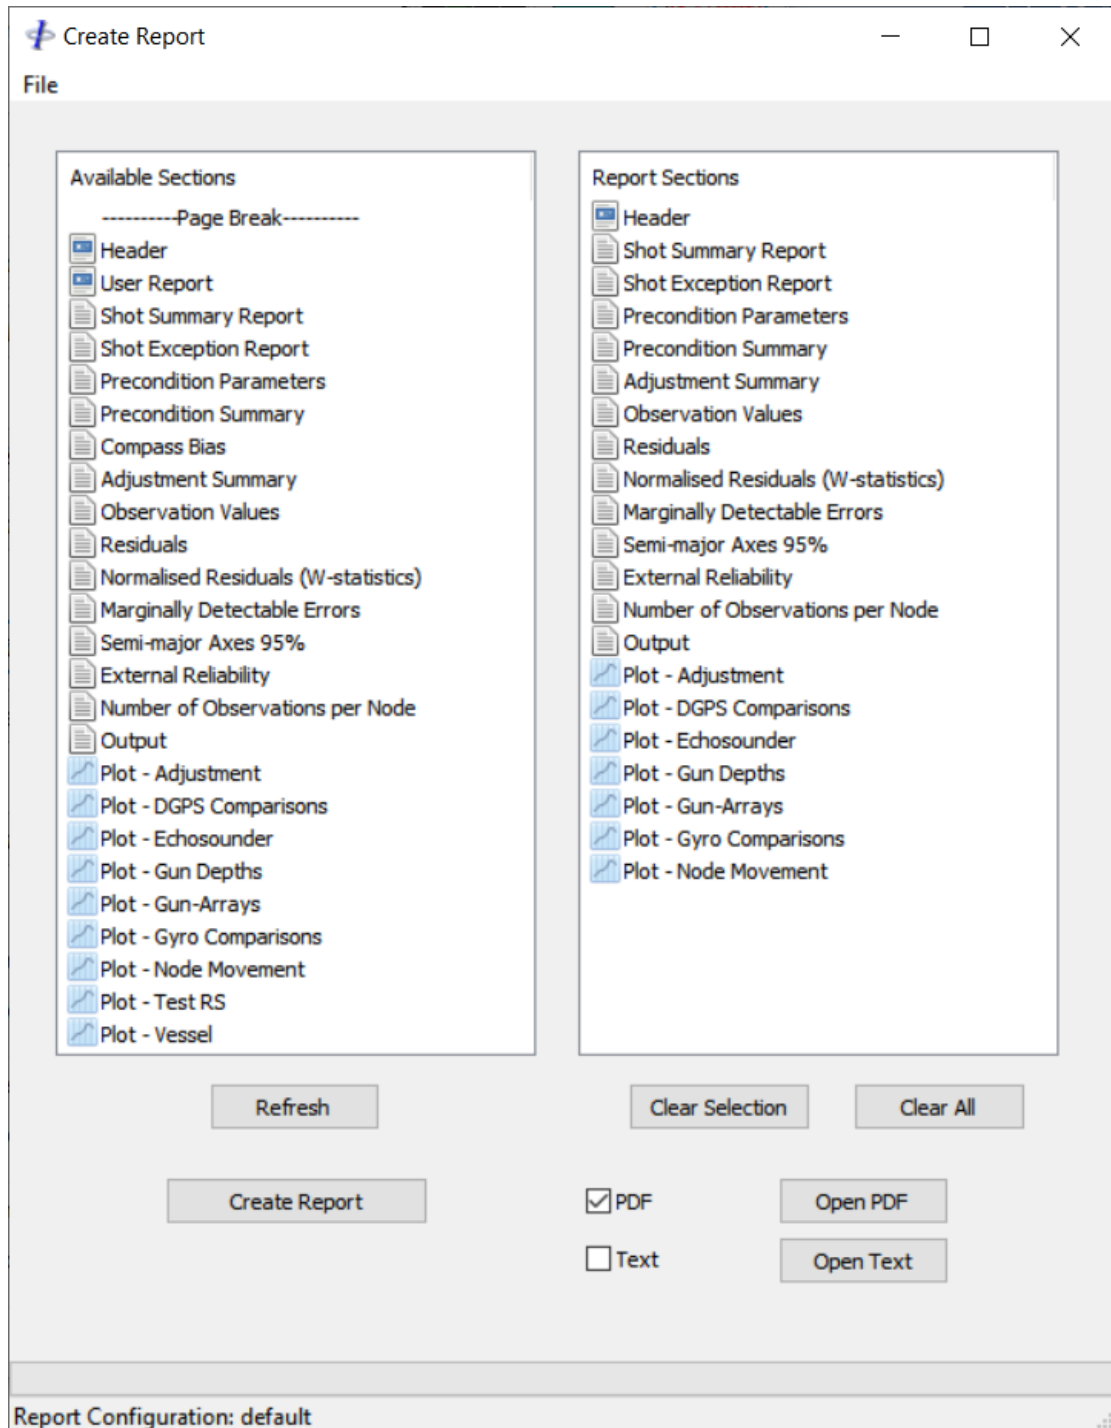 Create Report
File
Available Sections
----------Page Break----------
Header
User Report
Shot Summary Report
Shot Exception Report
Precondition Parameters
Precondition Summary
Compass Bias
Adjustment Summary
Observation Values
Residuals
Normalised Residuals (W-statistics)
Marginally Detectable Errors
Semi-major Axes 95%
External Reliability
Number of Observations per Node
Output
Plot - Adjustment
Plot - DGPS Comparisons
Plot - Echosounder
Plot - Gun Depths
Plot - Gun-Arrays
Plot - Gyro Comparisons
Plot - Node Movement
Plot - Test RS
Plot - Vessel
Report Sections
Header
Shot Summary Report
Shot Exception Report
Precondition Parameters
Precondition Summary
Adjustment Summary
Observation Values
Residuals
Normalised Residuals (W-statistics)
Marginally Detectable Errors
Semi-major Axes 95%
External Reliability
Number of Observations per Node
Output
Plot - Adjustment
Plot - DGPS Comparisons
Plot - Echosounder
Plot - Gun Depths
Plot - Gun-Arrays
Plot - Gyro Comparisons
Plot - Node Movement
Refresh
Clear Selection
Clear All
Create Report
PDF
Open PDF
Text
Open Text
Report Configuration: default